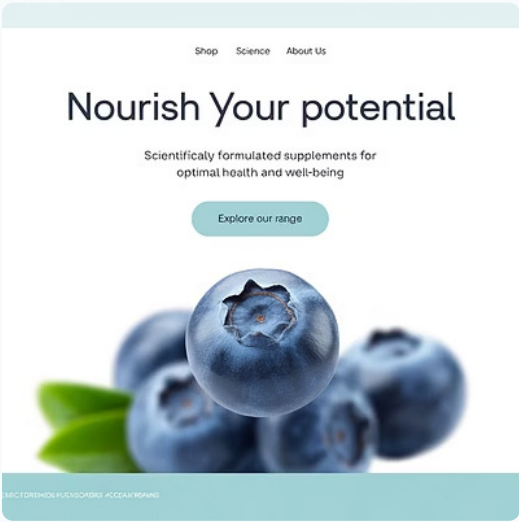 Shop Science About Us
Nourish Your potential
Scientificaly formulated supplements for
optimal health and well-being
Explore our range